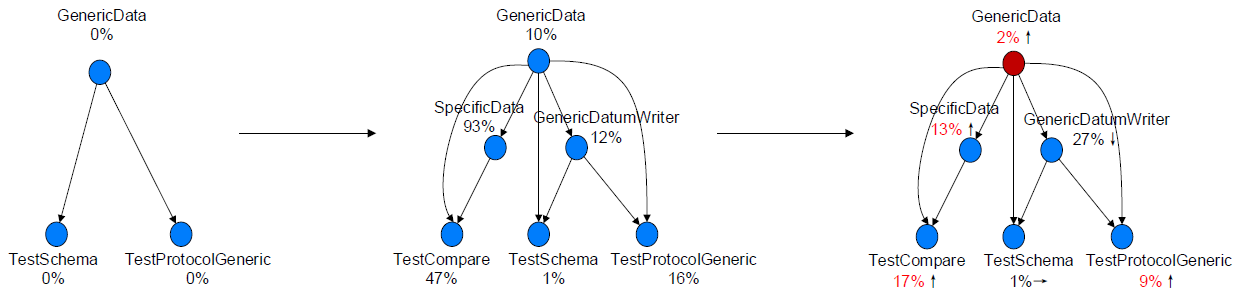 GenericData
0%
TestSchema
0%
TestProtocolGeneric
0%
GenericData
10%
SpecificData
93%
GenericDatumWriter
12%
TestCompare
47%
TestSchema
1%
TestProtocolGeneric
16%
GenericData
2% ↑
SpecificData
13% ↑
GenericDatumWriter
27% ↓
TestCompare
17% ↑
TestSchema
1%→
TestProtocolGeneric
9% ↑